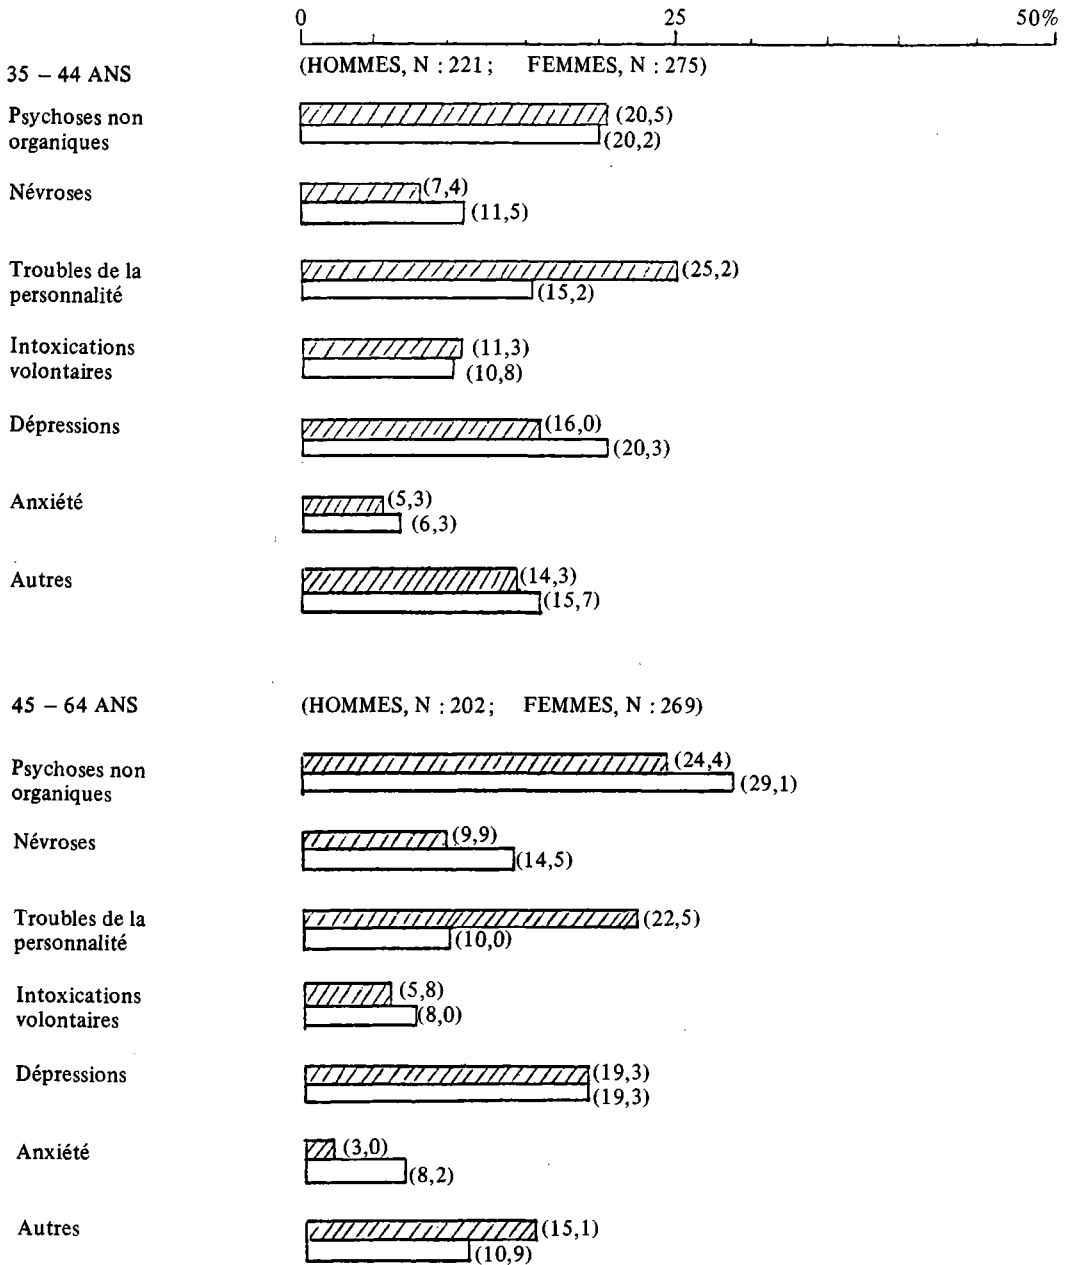 0 25 50%
35 – 44 ANS (HOMMES, N : 221; FEMMES, N : 275)
Psychoses non
organiques
(20,5)
(20,2)
Névroses
(7,4)
(11,5)
Troubles de la
personnalité
(25,2)
(15,2)
Intoxications
volontaires
(11,3)
(10,8)
Dépressions
(16,0)
(20,3)
Anxiété
(5,3)
(6,3)
Autres
(14,3)
(15,7)
45 – 64 ANS (HOMMES, N : 202; FEMMES, N : 269)
Psychoses non
organiques
(24,4)
(29,1)
Névroses
(9,9)
(14,5)
Troubles de la
personnalité
(22,5)
(10,0)
Intoxications
volontaires
(5,8)
(8,0)
Dépressions
(19,3)
(19,3)
Anxiété
(3,0)
(8,2)
Autres
(15,1)
(10,9)